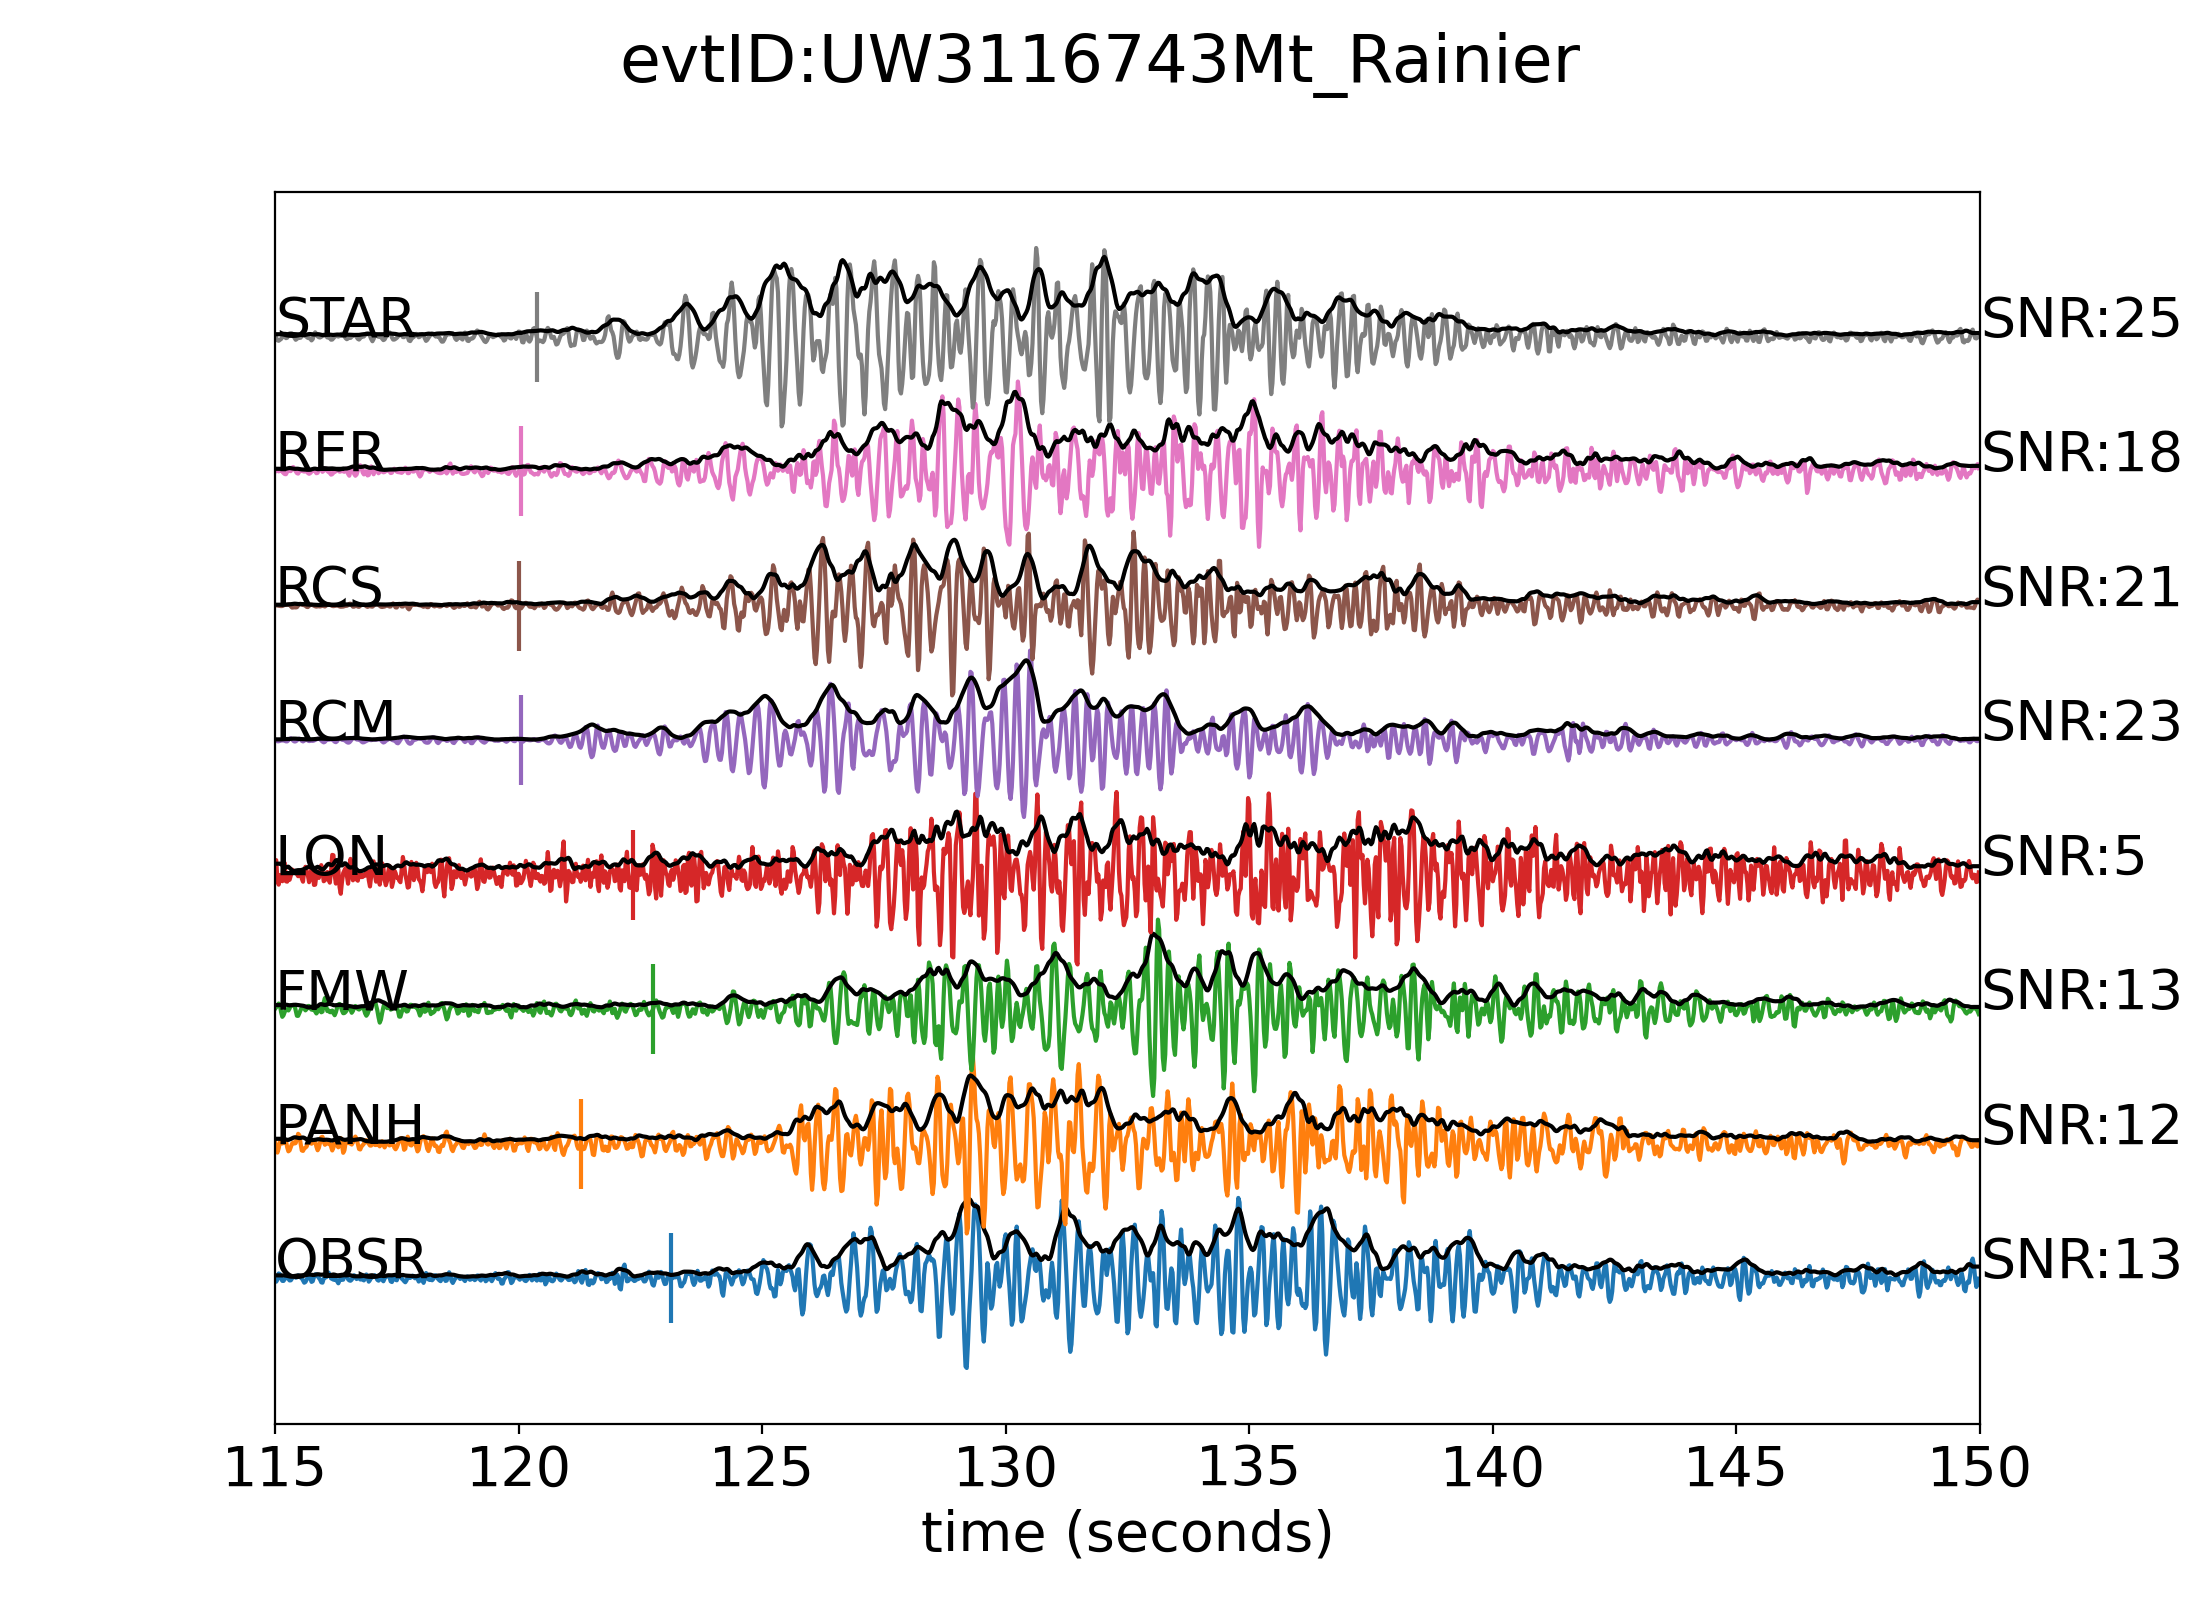 evtID:UW3116743Mt_Rainier
STAR SNR:25
RER SNR:18
RCS SNR:21
RCM SNR:23
LON SNR:5
FMW SNR:13
PANH SNR:12
OBSR SNR:13
115 120 125 130 135 140 145 150
time (seconds)